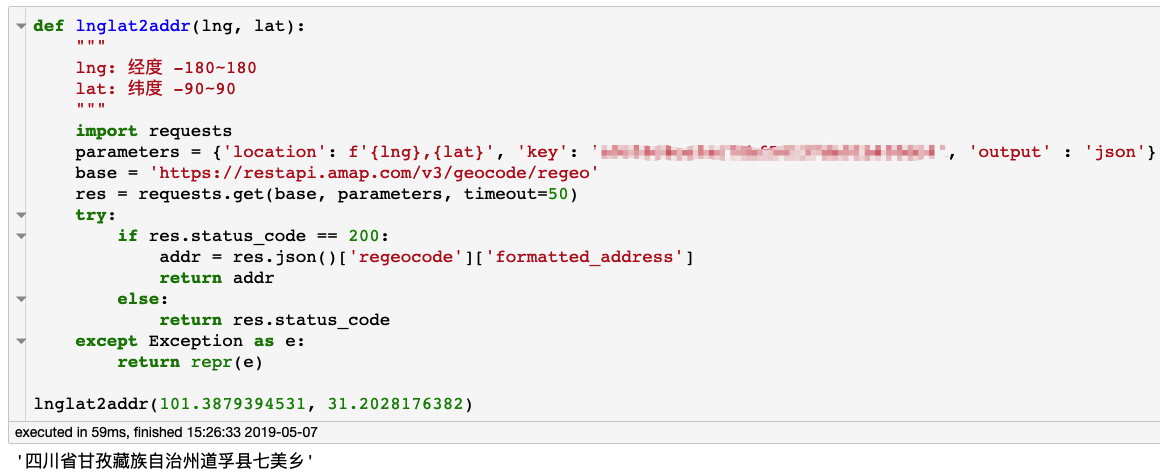 def lnglat2addr(lng, lat):
    """
    lng: 经度 -180~180
    lat: 纬度 -90~90
    """
    import requests
    parameters = {'location': f'{lng},{lat}', 'key': '', 'output' : 'json'}
    base = 'https://restapi.amap.com/v3/geocode/regeo'
    res = requests.get(base, parameters, timeout=50)
    try:
        if res.status_code == 200:
            addr = res.json()['regeocode']['formatted_address']
            return addr
        else:
            return res.status_code
    except Exception as e:
        return repr(e)
lnglat2addr(101.3879394531, 31.2028176382)
executed in 59ms, finished 15:26:33 2019-05-07
'四川省甘孜藏族自治州道孚县七美乡'